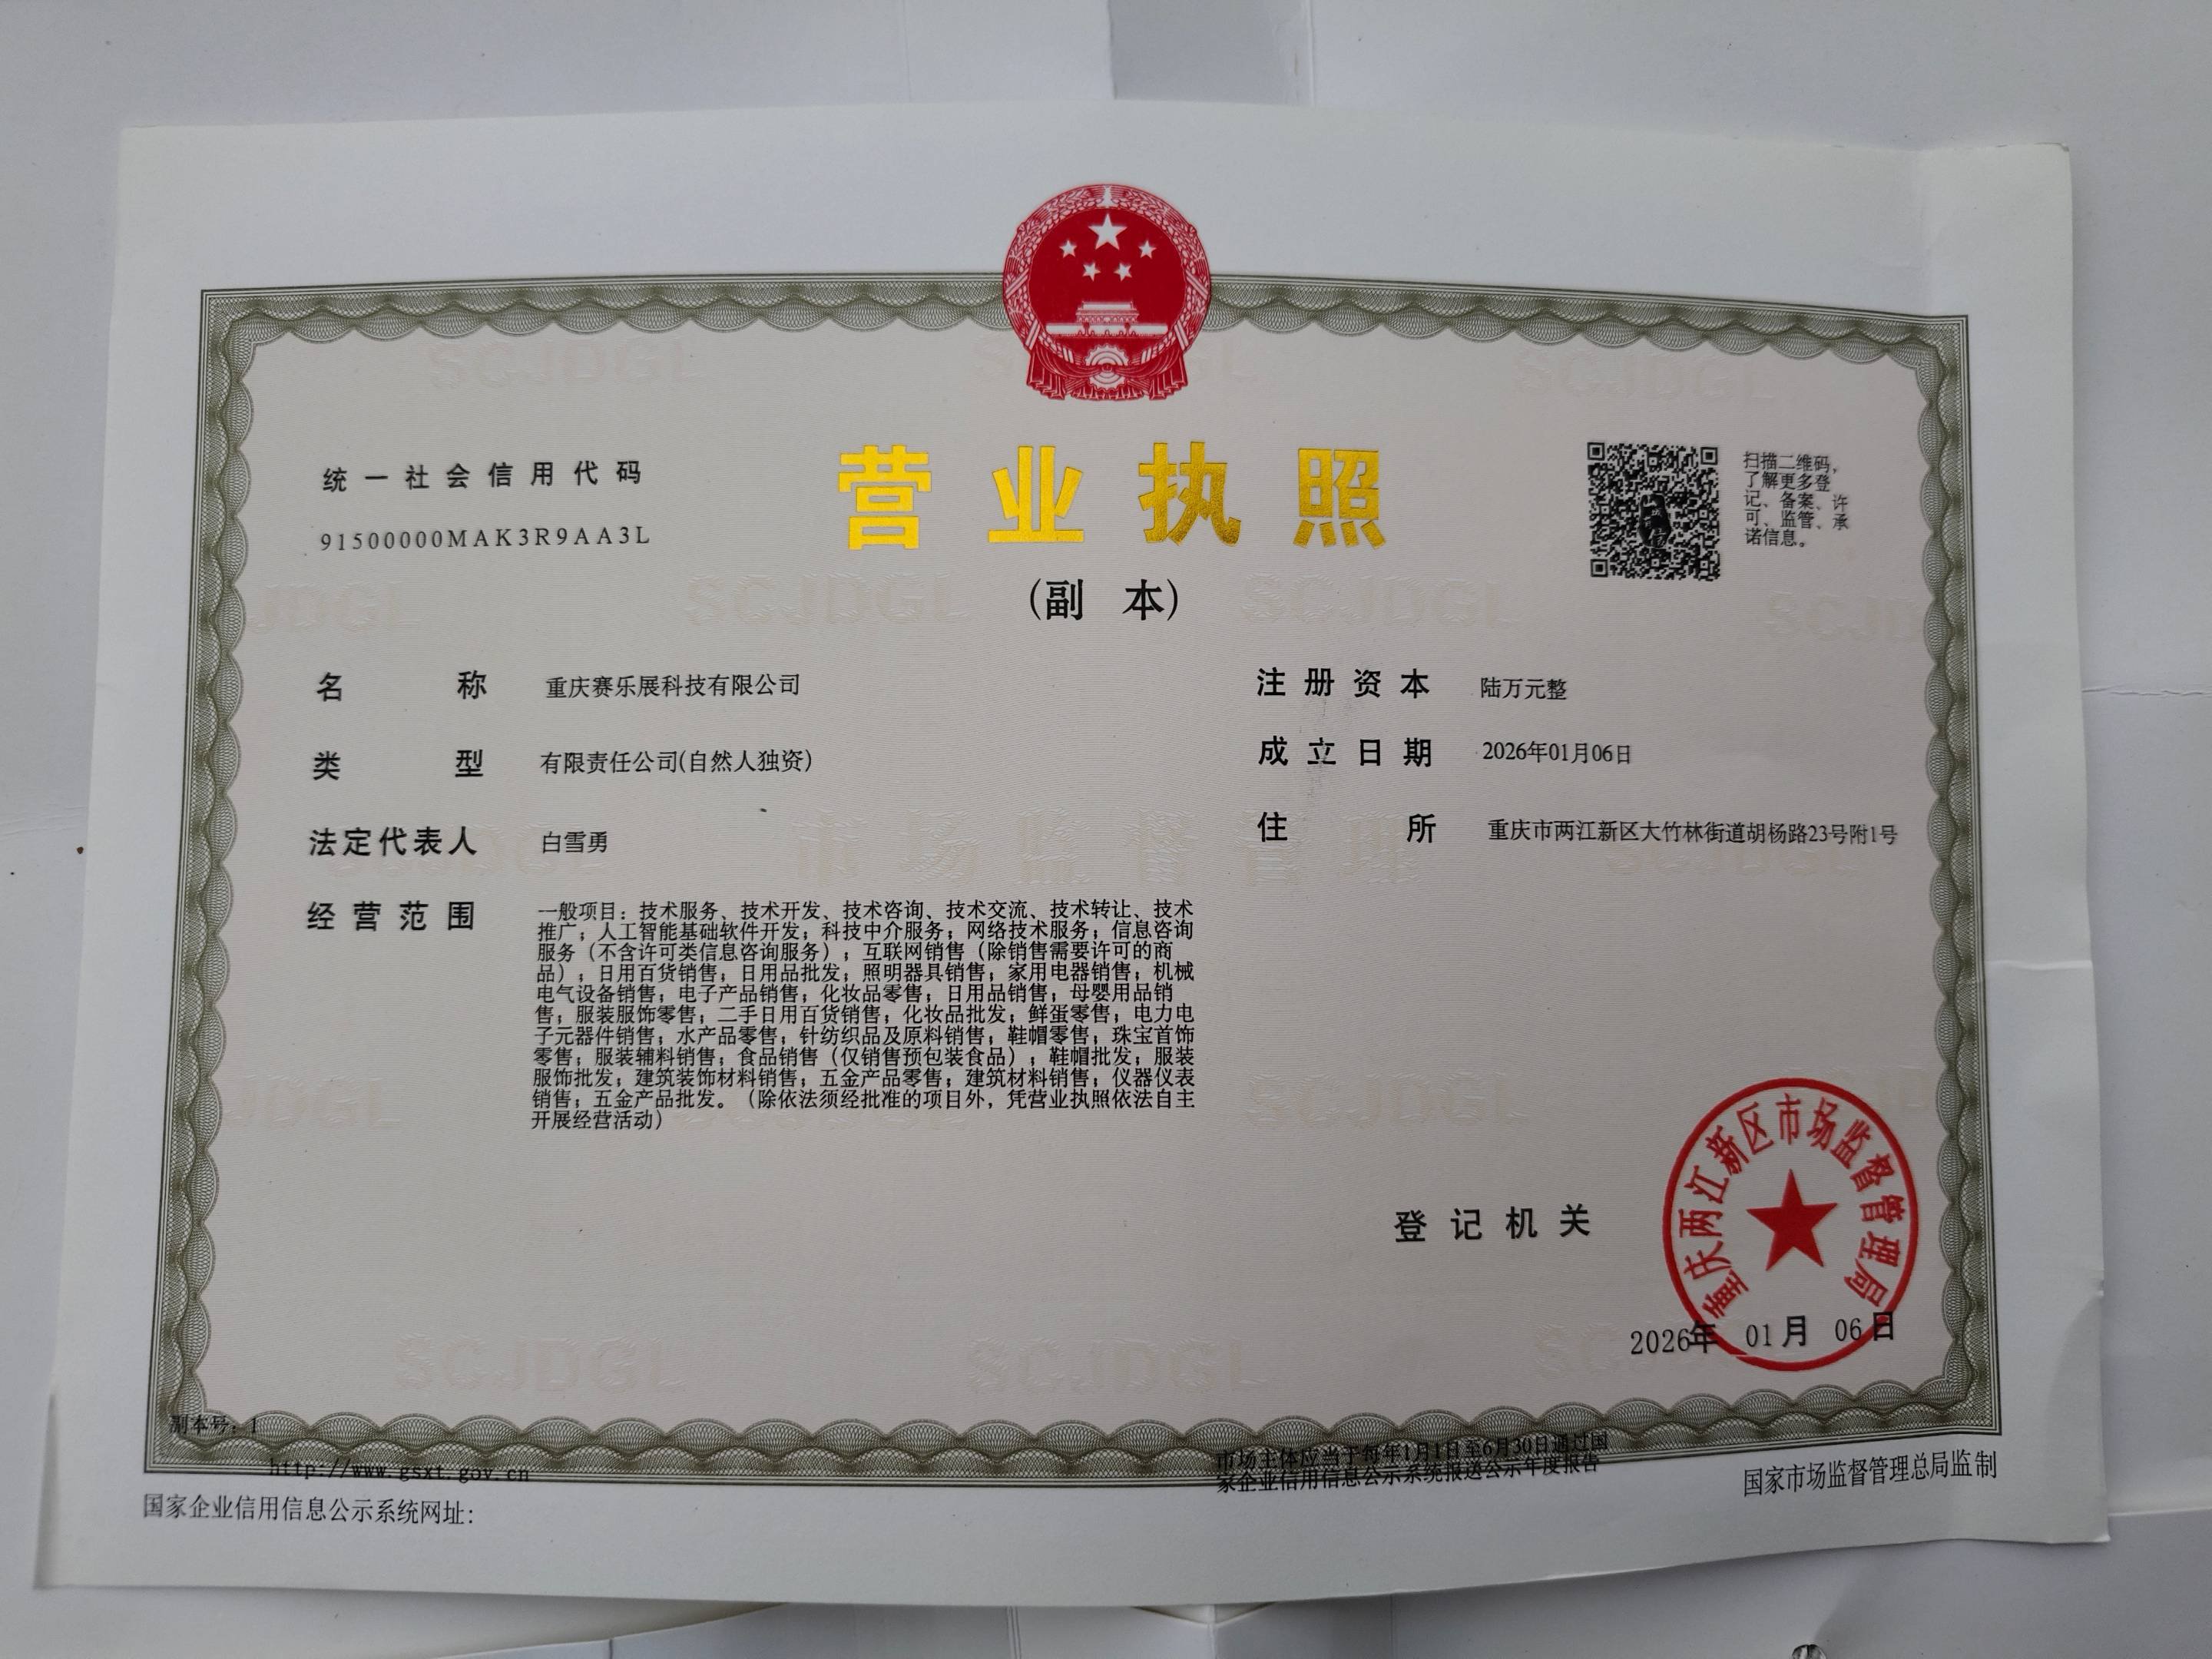 统一社会信用代码
91500000MAK3R9AA3L
营业执照
(副 本)
扫描二维码，
了解更多登
记、备案、许
可、监管、承
诺信息。
名 称 重庆赛乐展科技有限公司
类 型 有限责任公司(自然人独资)
法定代表人 白雪勇
经营范围 一般项目：技术服务、技术开发、技术咨询、技术交流、技术转让、技术
推广；人工智能基础软件开发；科技中介服务；网络技术服务；信息咨询
服务（不含许可类信息咨询服务）；互联网销售（除销售需要许可的商
品）；日用百货销售；日用品批发；照明器具销售；家用电器销售；机械
电气设备销售；电子产品销售；化妆品零售；日用品销售；母婴用品销
售；服装服饰零售；二手日用百货销售；化妆品批发；鲜蛋零售；电力电
子元器件销售；水产品零售；针纺织品及原料销售；鞋帽零售；珠宝首饰
零售；服装辅料销售；食品销售（仅销售预包装食品）；鞋帽批发；服装
服饰批发；建筑装饰材料销售；五金产品零售；建筑材料销售；仪器仪表
销售；五金产品批发。（除依法须经批准的项目外，凭营业执照依法自主
开展经营活动）
注册资本 陆万元整
成立日期 2026年01月06日
住 所 重庆市两江新区大竹林街道胡杨路23号附1号
登记机关
重庆两江新区市场监督管理局
2026年 01月 06日
副本号：1
http://www.gsxt.gov.cn
国家企业信用信息公示系统网址：
市场主体应当于每年1月1日至6月30日通过国
家企业信用信息公示系统报送公示年度报告
国家市场监督管理总局监制
SCJDGL
市场监督管理